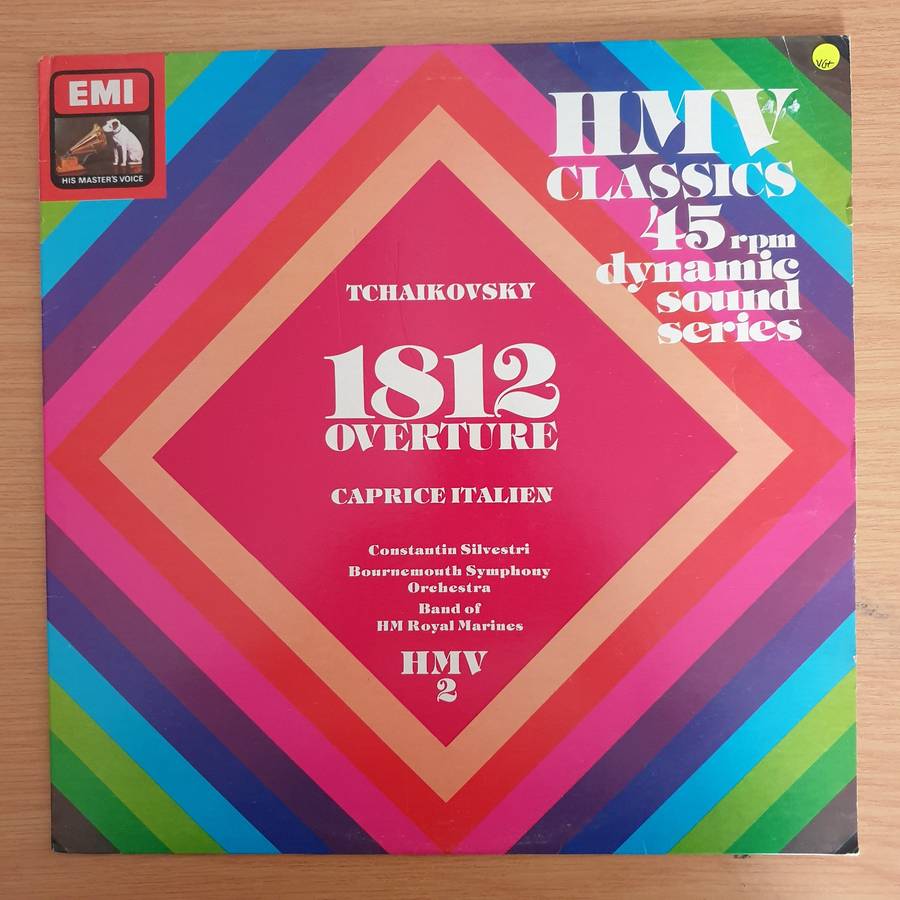 EMI
HIS MASTER'S VOICE
VG+
HMV
CLASSICS
45 rpm
dynamic
sound
series
TCHAIKOVSKY
1812
OVERTURE
CAPRICE ITALIEN
Constantin Silvestri
Bournemouth Symphony
Orchestra
Band of
HM Royal Marines
HMV
2